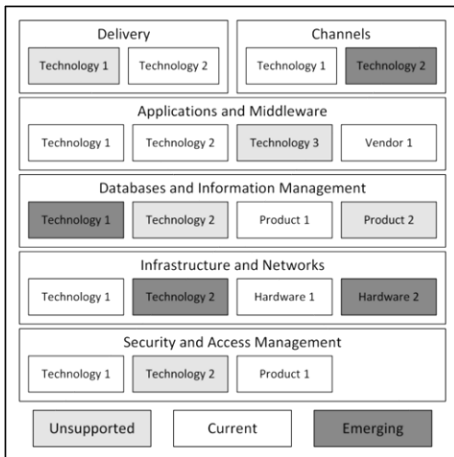 Delivery
Channels
Technology 1 Technology 2
Technology 1 Technology 2
Applications and Middleware
Technology 1 Technology 2 Technology 3 Vendor 1
Databases and Information Management
Technology 1 Technology 2 Product 1 Product 2
Infrastructure and Networks
Technology 1 Technology 2 Hardware 1 Hardware 2
Security and Access Management
Technology 1 Technology 2 Product 1
Unsupported Current Emerging